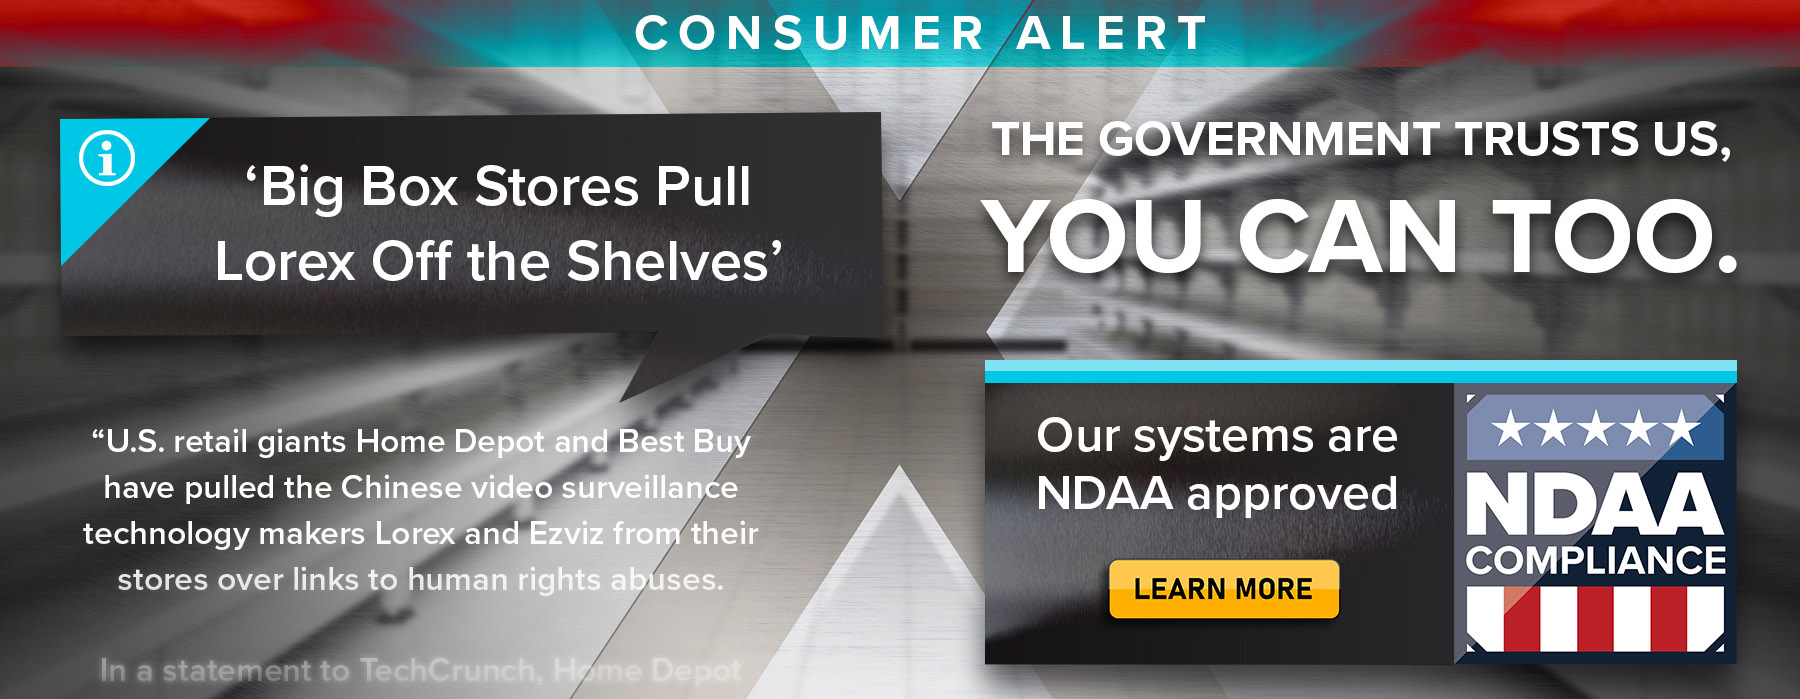 CONSUMER ALERT
‘Big Box Stores Pull
Lorex Off the Shelves’
“U.S. retail giants Home Depot and Best Buy
have pulled the Chinese video surveillance
technology makers Lorex and Ezviz from their
stores over links to human rights abuses.
In a statement to TechCrunch, Home Depot
THE GOVERNMENT TRUSTS US,
YOU CAN TOO.
Our systems are
NDAA approved
LEARN MORE
NDAA
COMPLIANCE